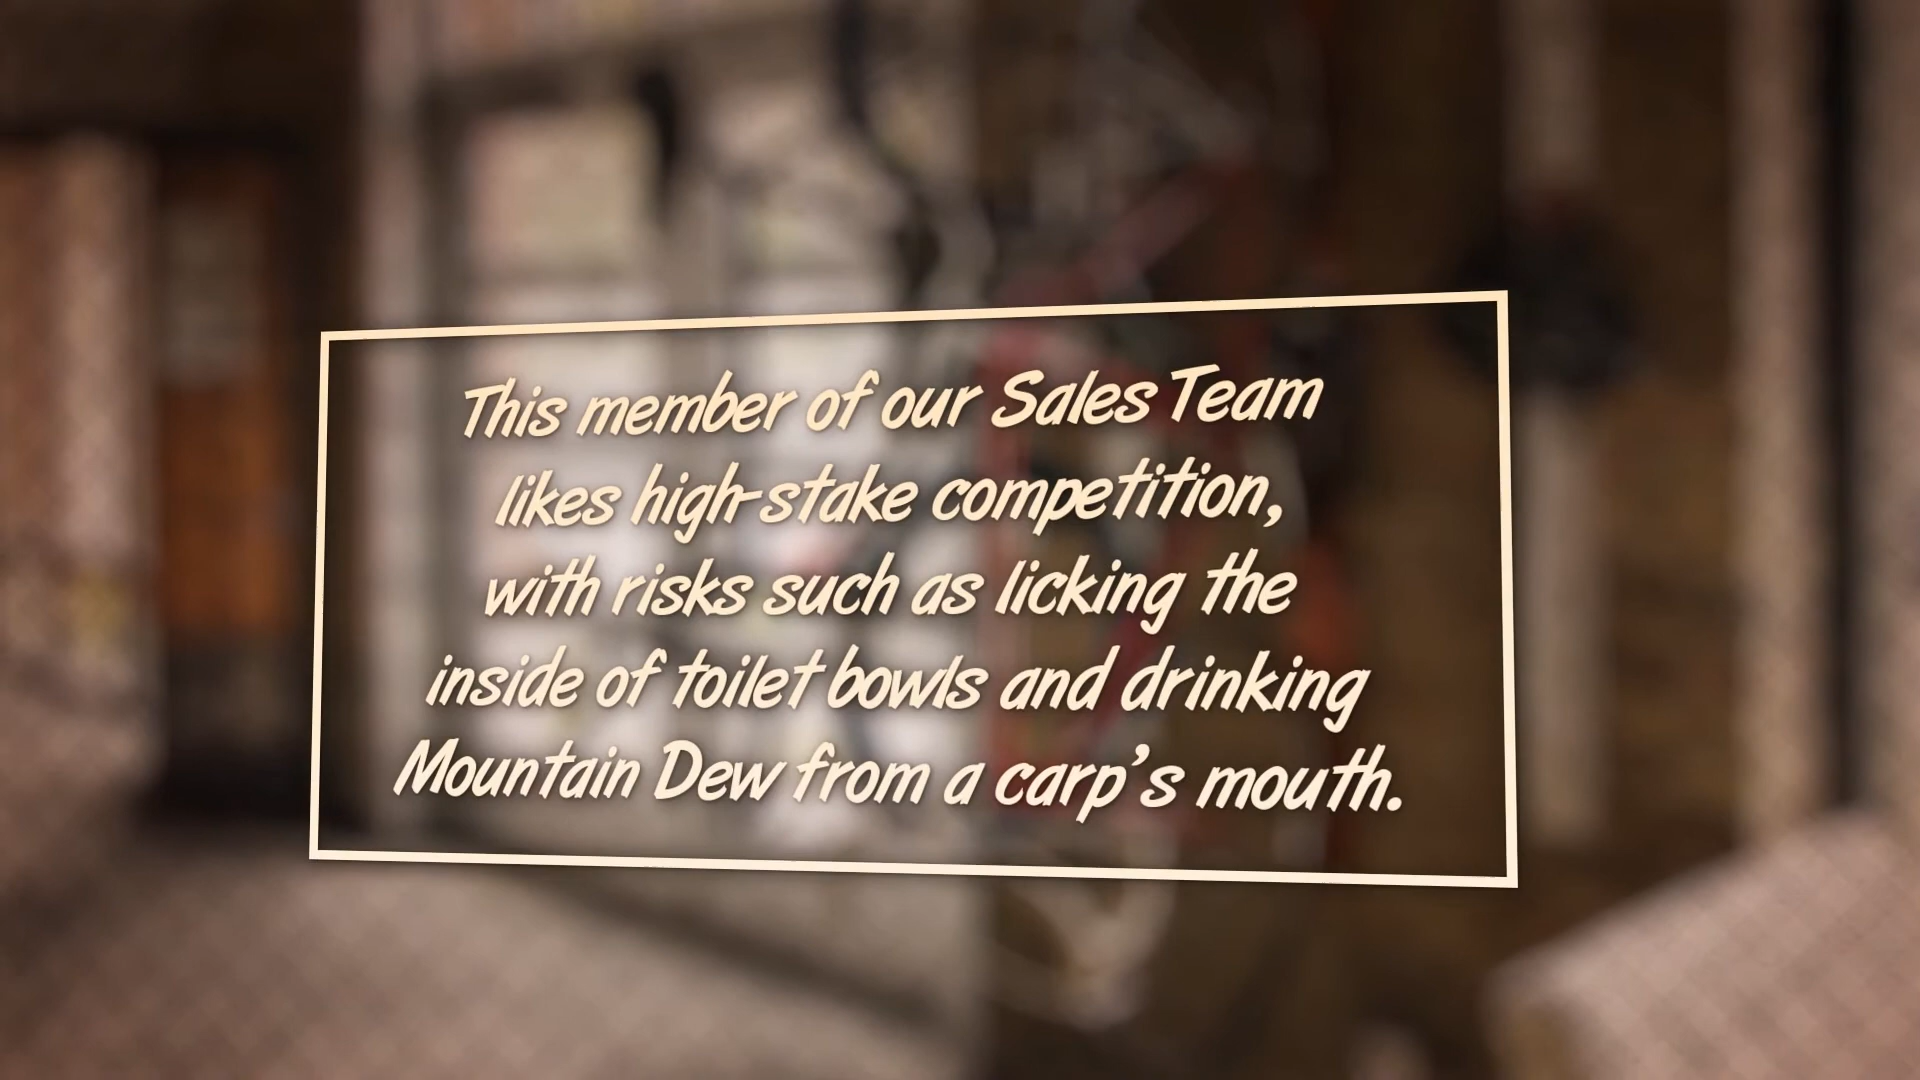 This member of our Sales Team
likes high-stake competition,
with risks such as licking the
inside of toilet bowls and drinking
Mountain Dew from a carp's mouth.